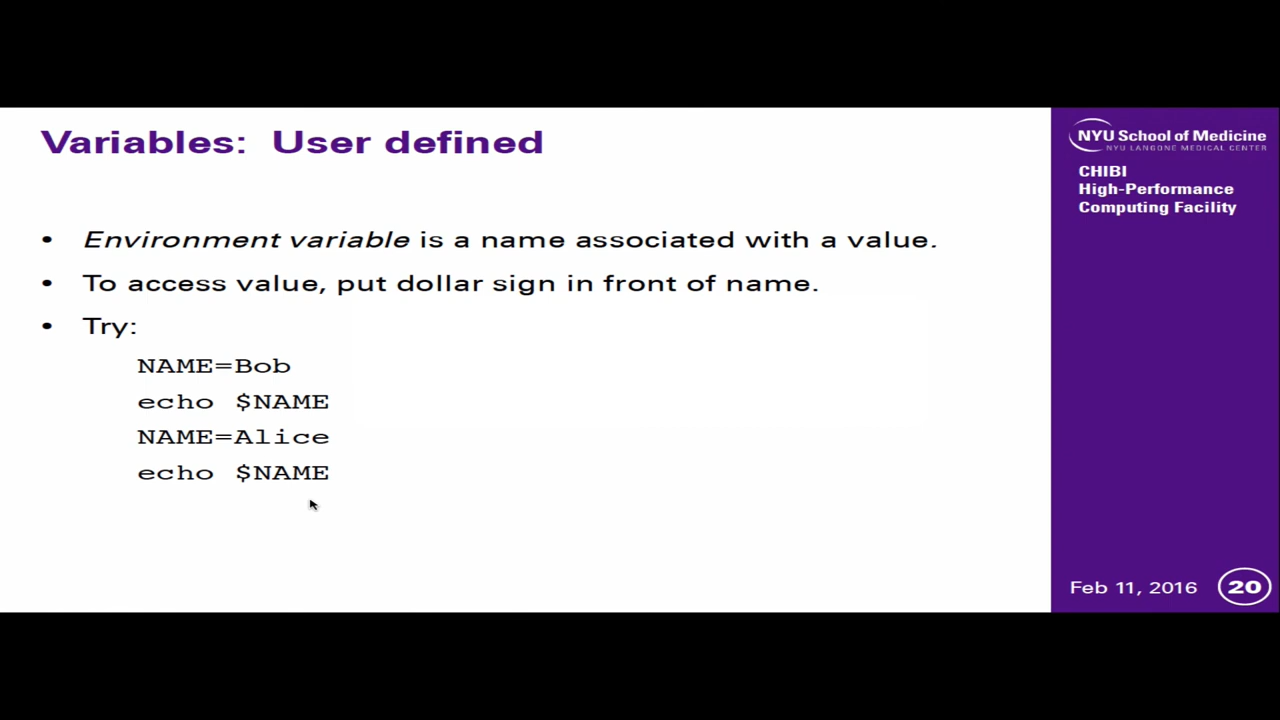 Variables: User defined
• Environment variable is a name associated with a value.
• To access value, put dollar sign in front of name.
• Try:
NAME=Bob
echo $NAME
NAME=Alice
echo $NAME
NYU School of Medicine
NYU LANGONE MEDICAL CENTER
CHIBI
High-Performance
Computing Facility
Feb 11, 2016 20